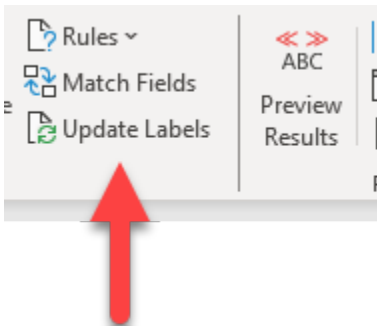 Rules
Match Fields
Update Labels
ABC
Preview
Results